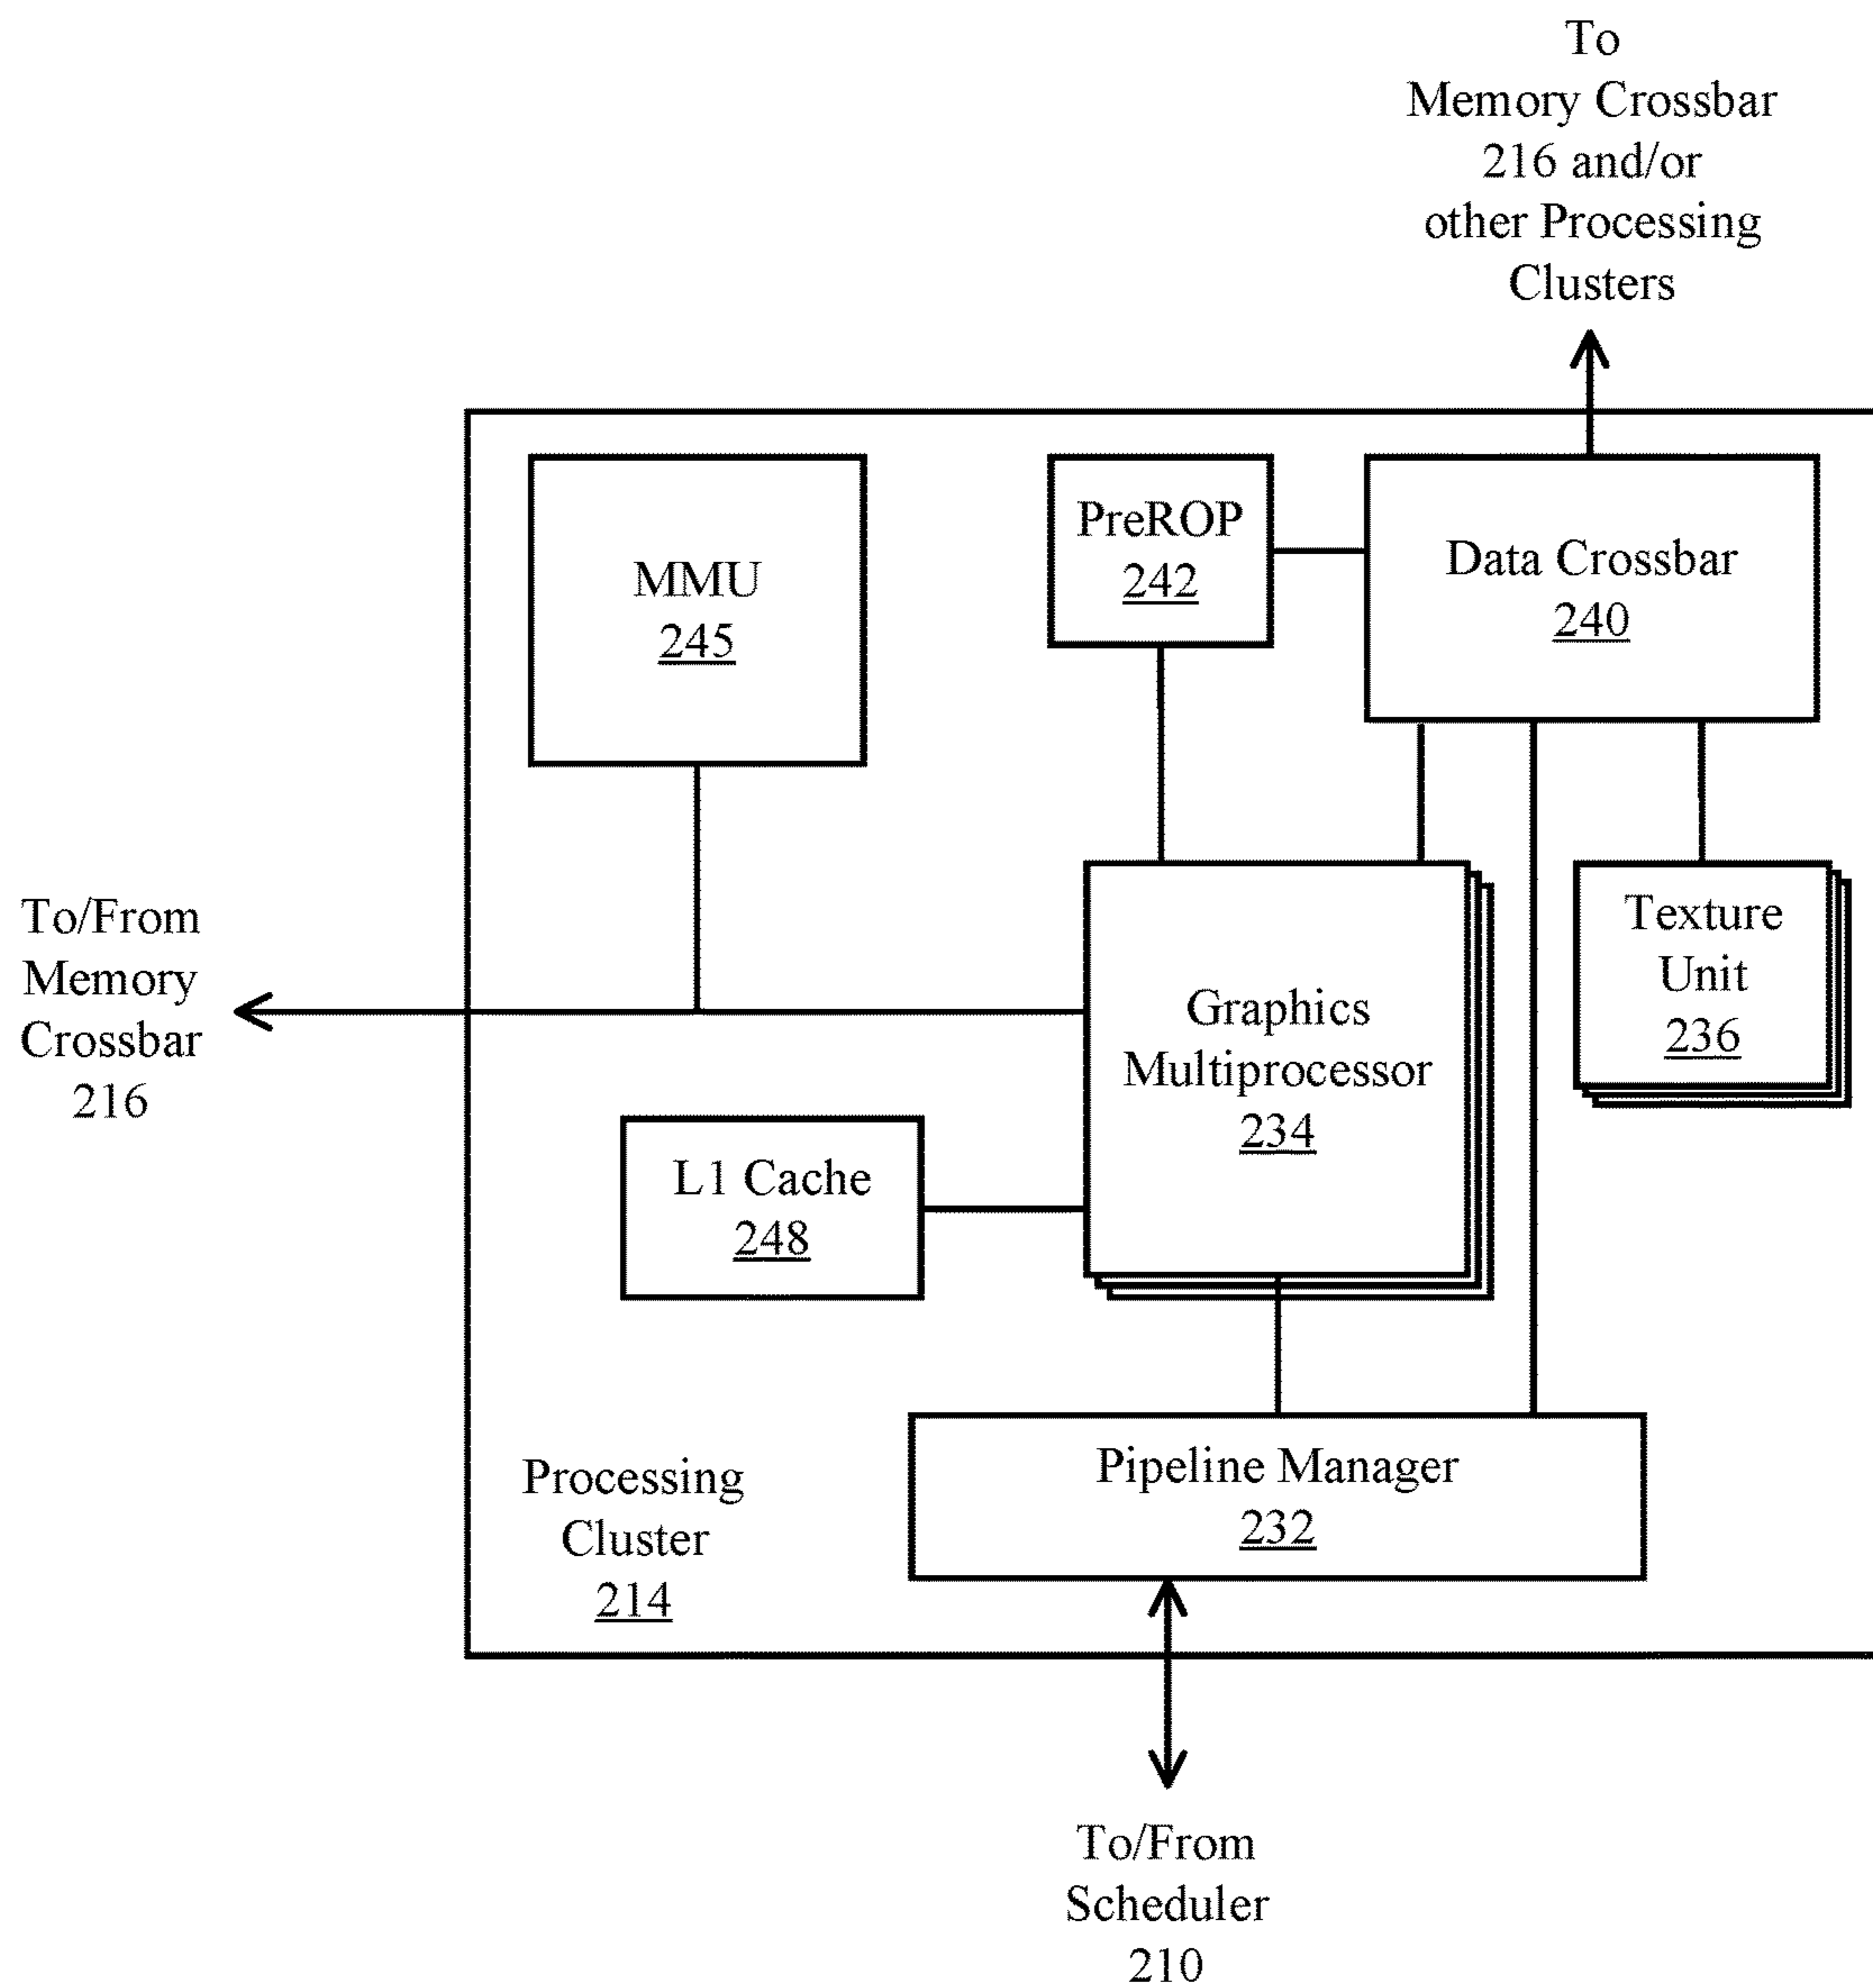 To
Memory Crossbar
216 and/or
other Processing
Clusters
MMU
245
PreROP
242
Data Crossbar
240
To/From
Memory
Crossbar
216
Graphics
Multiprocessor
234
Texture
Unit
236
L1 Cache
248
Processing
Cluster
214
Pipeline Manager
232
To/From
Scheduler
210